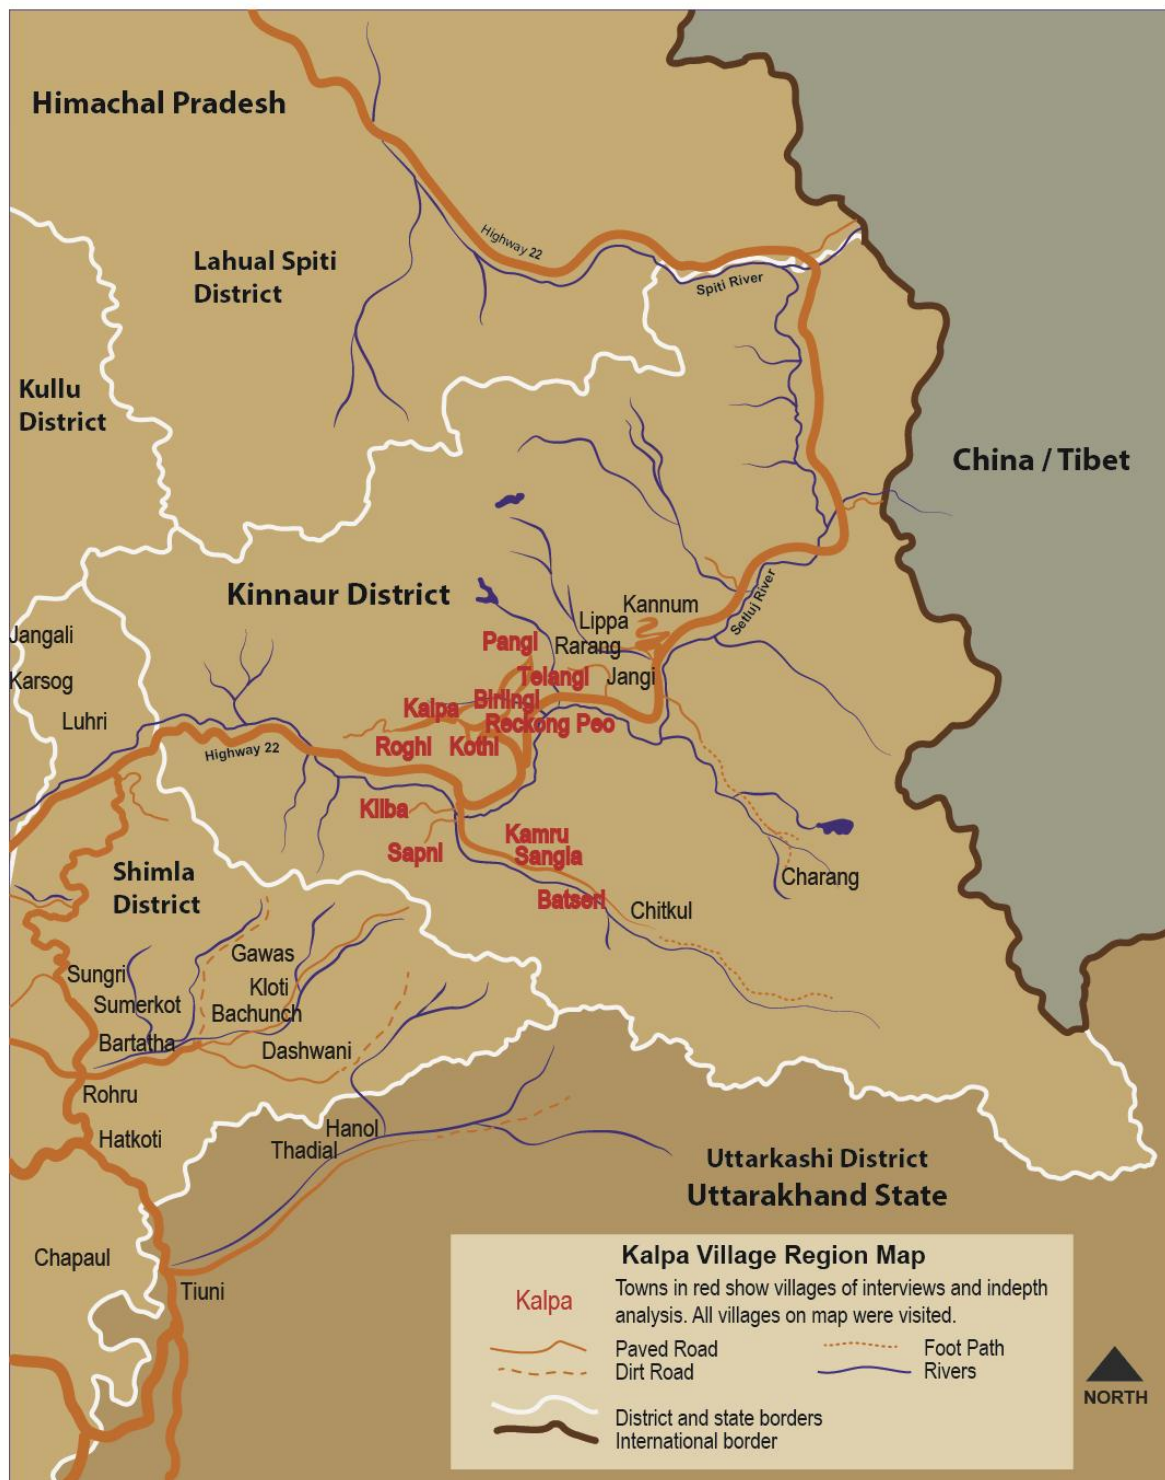 Himachal Pradesh
Highway 22
Lahual Spiti
District
Spiti River
Kullu
District
China / Tibet
Kinnaur District
Setluj River
Kannum
Lippa
Rarang
Jangi
Jangali
Karsog
Luhri
Pangi
Telangi
Birlingi
Kalpa
Reckong Peo
Roghi
Kothi
Highway 22
Kilba
Sapni
Kamru
Sangla
Batseri
Chitkul
Charang
Shimla
District
Gawas
Sungri
Kloti
Sumerkot
Bachunch
Bartatha
Dashwani
Rohru
Hanol
Hatkoti
Thadial
Uttarkashi District
Uttarakhand State
Chapaul
Tiuni
Kalpa Village Region Map
Kalpa
Towns in red show villages of interviews and indepth
analysis. All villages on map were visited.
Paved Road
Foot Path
Dirt Road
Rivers
District and state borders
International border
NORTH